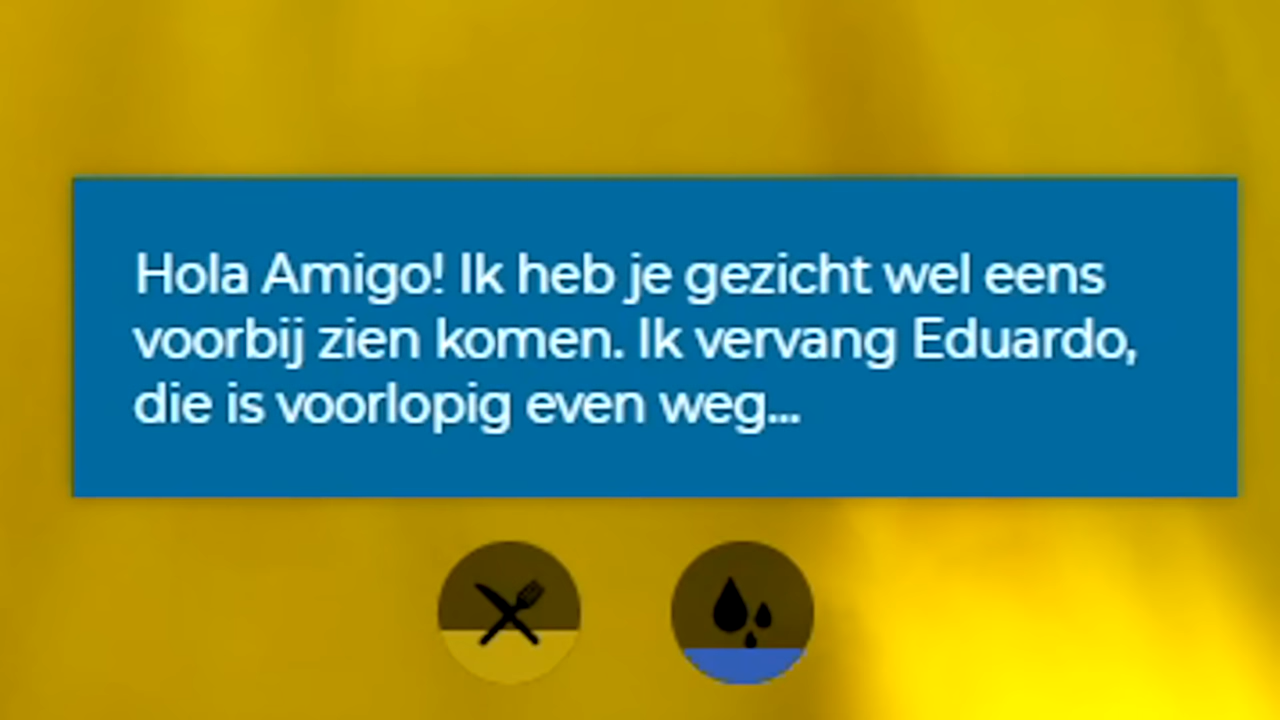 Hola Amigo! Ik heb je gezicht wel eens
voorbij zien komen. Ik vervang Eduardo,
die is voorlopig even weg...